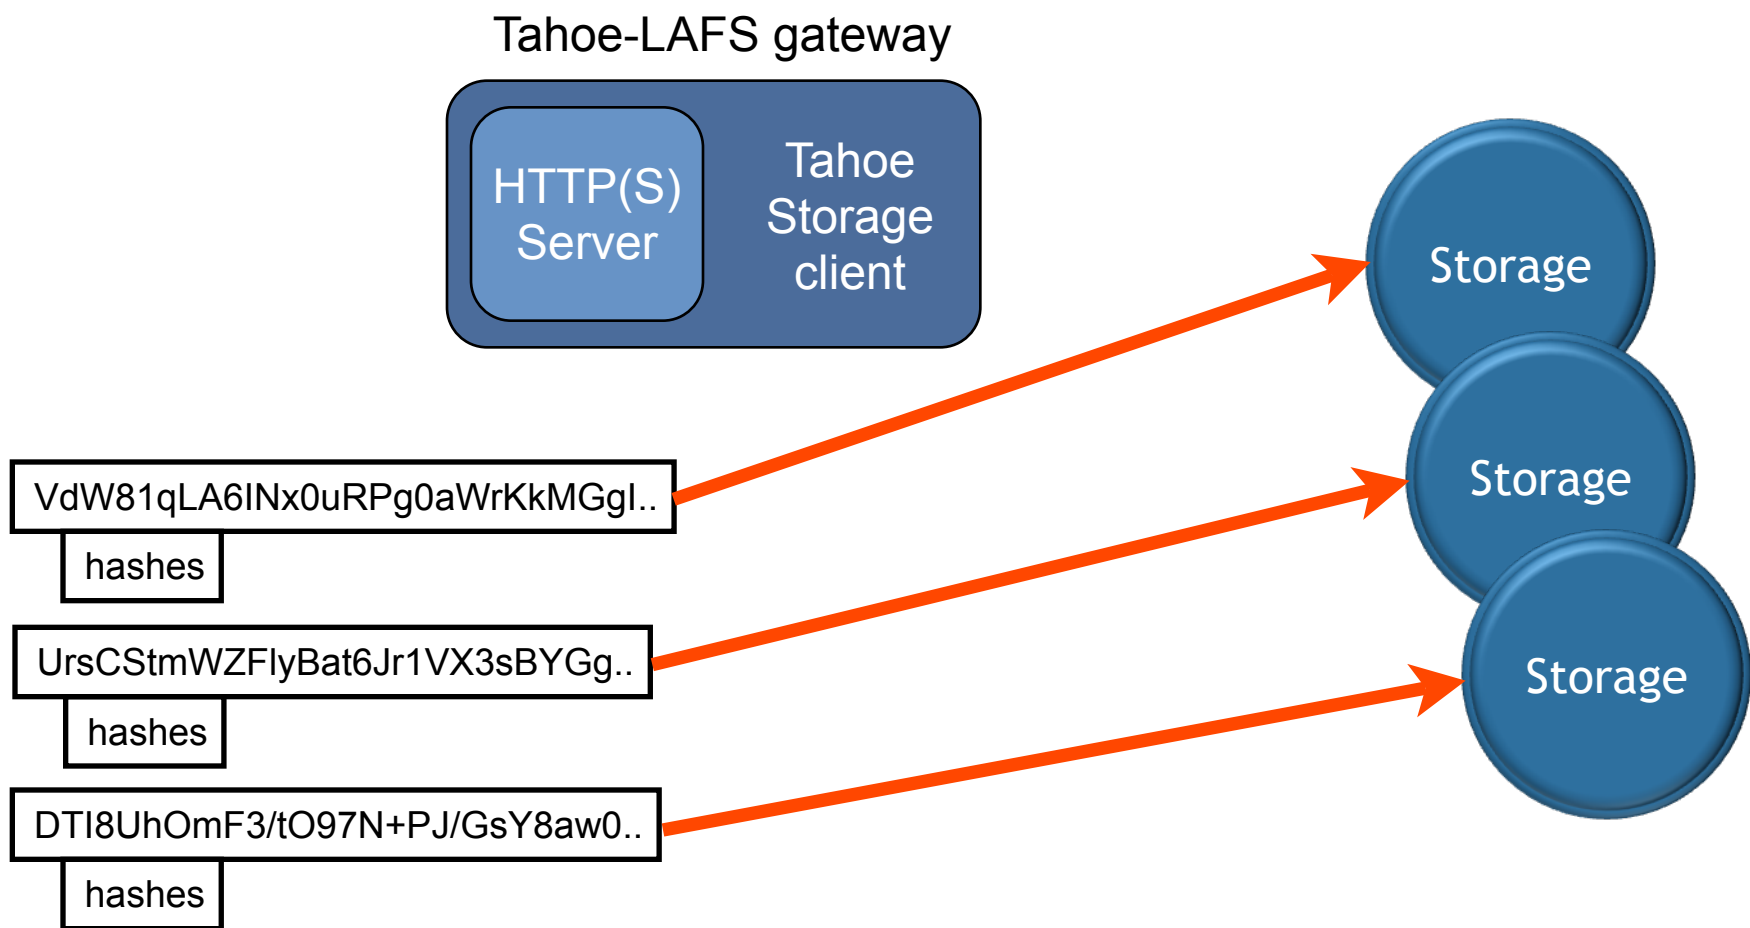 Tahoe-LAFS gateway
HTTP(S)
Server
Tahoe
Storage
client
Storage
Storage
Storage
VdW81qLA6INx0uRPg0aWrKkMGgI..
hashes
UrsCStmWZFIyBat6Jr1VX3sBYGg..
hashes
DTI8UhOmF3/tO97N+PJ/GsY8aw0..
hashes